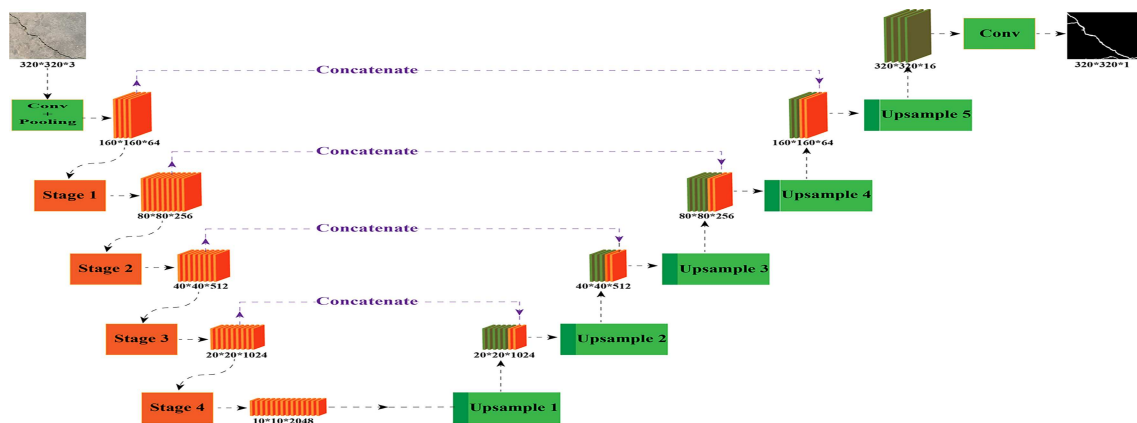 320*320*3
Conv
+
Pooling
160*160*64
Concatenate
160*160*64
Upsample 5
320*320*16
Conv
320*320*1
Stage 1
80*80*256
Concatenate
80*80*256
Upsample 4
Stage 2
40*40*512
Concatenate
40*40*512
Upsample 3
Stage 3
20*20*1024
Concatenate
20*20*1024
Upsample 2
Stage 4
10*10*2048
Upsample 1